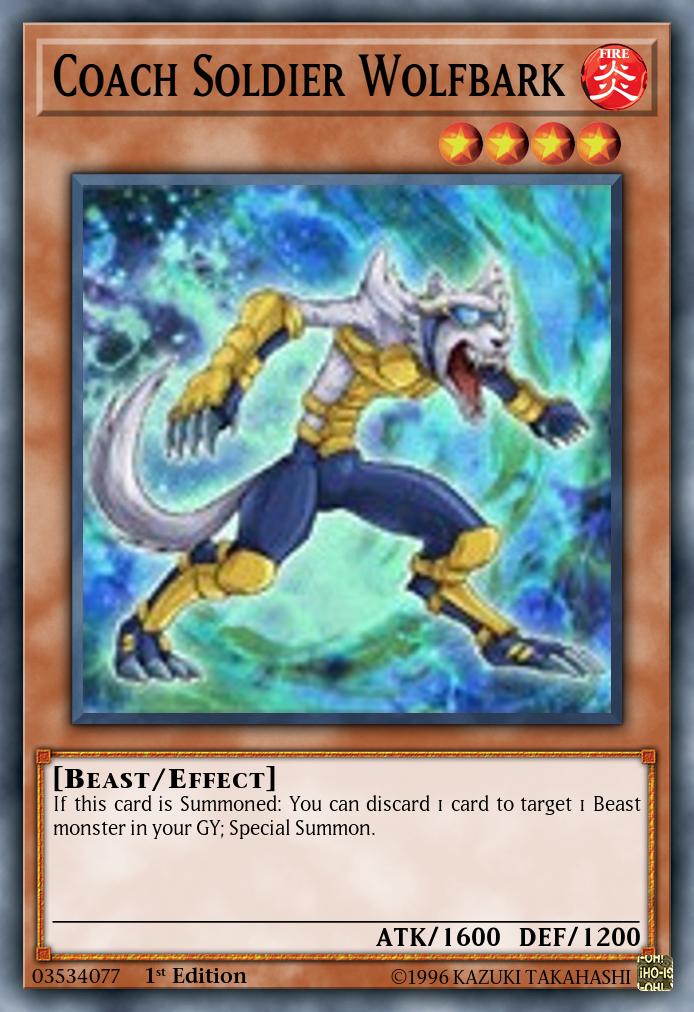 COACH SOLDIER WOLFBARK
FIRE
炎
[BEAST/EFFECT]
If this card is Summoned: You can discard 1 card to target 1 Beast
monster in your GY; Special Summon.
ATK/1600 DEF/1200
03534077 1st Edition ©1996 KAZUKI TAKAHASHI